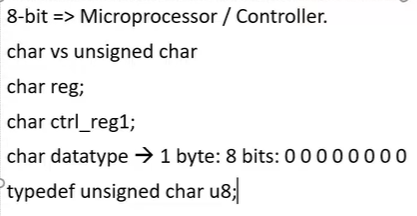 8-bit => Microprocessor / Controller.
char vs unsigned char
char reg;
char ctrl_reg1;
char datatype → 1 byte: 8 bits: 0 0 0 0 0 0 0 0
typedef unsigned char u8;